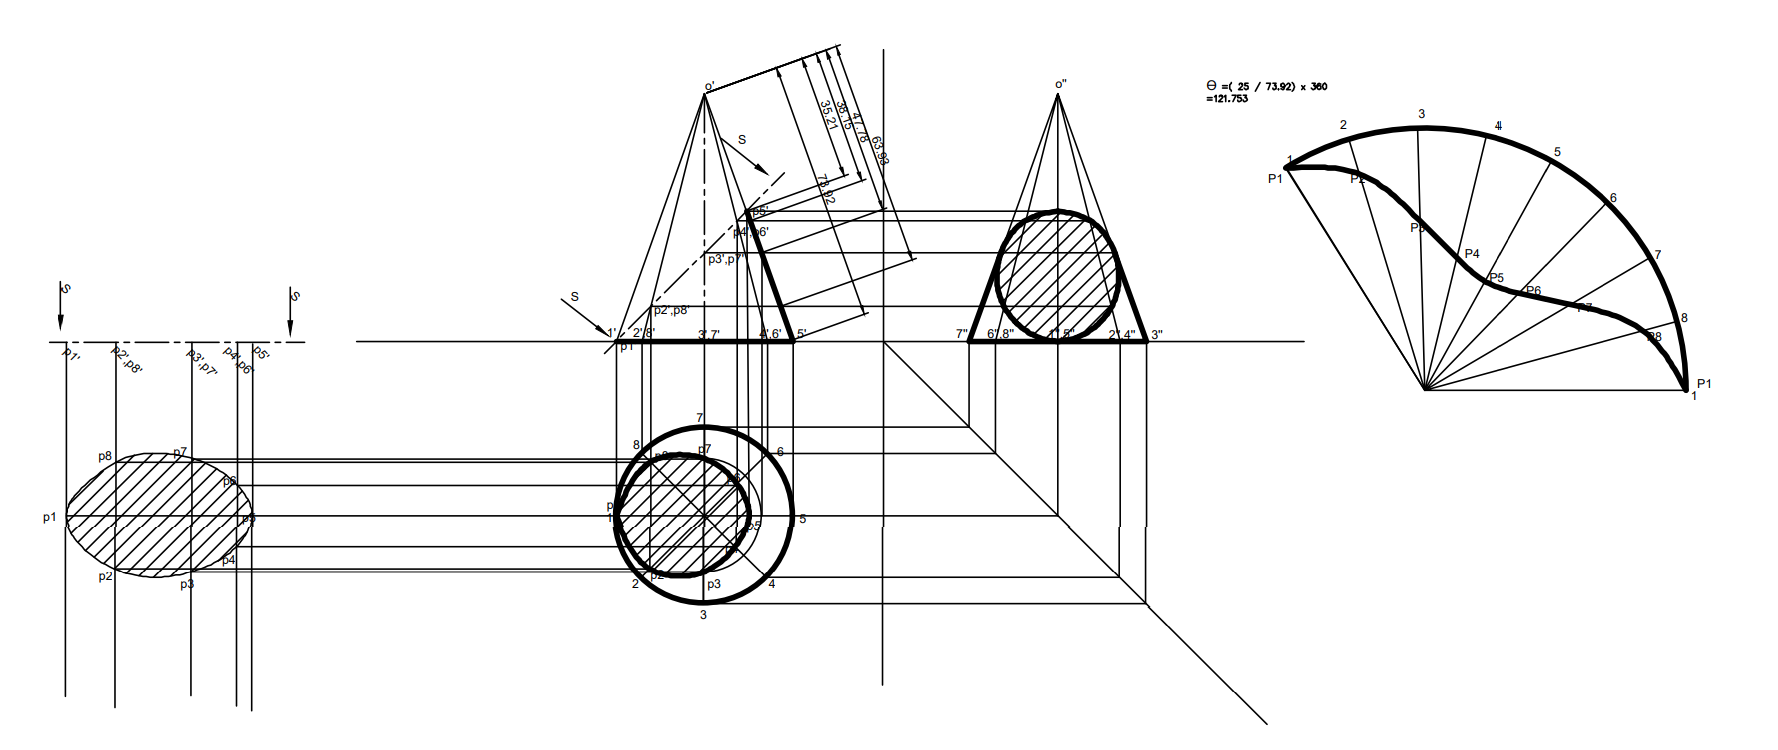 o'
o"
Ө =( 25 / 73.92) x 360
=121.753
35.21
38.15
47.78
63.93
73.92
S
S
S
S
1
2
3
4
5
6
7
8
1
P1
P2
P3
P4
P5
P6
P7
P8
P1
p5'
p4',p6'
p3',p7'
p2',p8'
p1'
1'
2',8'
3',7'
4',6'
5'
7"
6",8"
1",5"
2",4"
3"
p1'
p2',p8'
p3',p7'
p4',p6'
p5'
p8
p7
p6
p1
p5
p4
p2
p3
7
8
6
p7
p8
p6
p
1
p5
5
p4
p2
2
p3
4
3